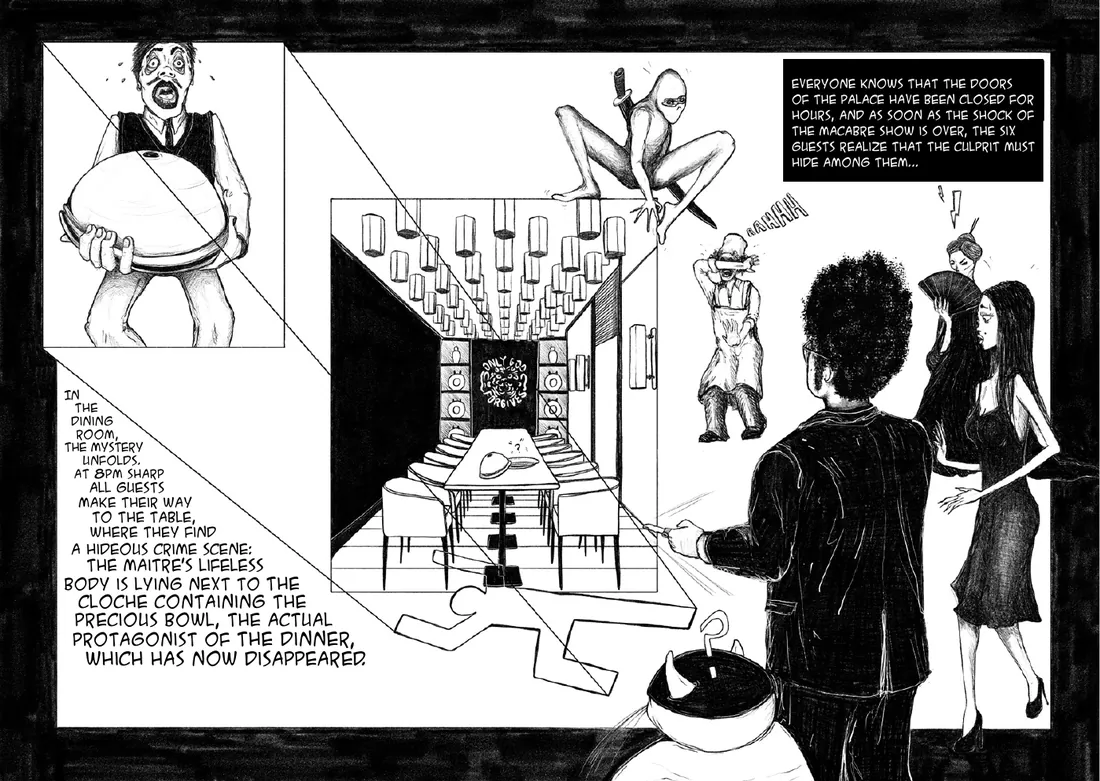 EVERYONE KNOWS THAT THE DOORS
OF THE PALACE HAVE BEEN CLOSED FOR
HOURS, AND AS SOON AS THE SHOCK OF
THE MACABRE SHOW IS OVER, THE SIX
GUESTS REALIZE THAT THE CULPRIT MUST
HIDE AMONG THEM...
AAHHHH
ONLY GOD
FORGIVES
?
IN
THE
DINING
ROOM,
THE MYSTERY
UNFOLDS.
AT 8PM SHARP
ALL GUESTS
MAKE THEIR WAY
TO THE TABLE,
WHERE THEY FIND
A HIDEOUS CRIME SCENE:
THE MAITRE'S LIFELESS
BODY IS LYING NEXT TO THE
CLOCHE CONTAINING THE
PRECIOUS BOWL, THE ACTUAL
PROTAGONIST OF THE DINNER,
WHICH HAS NOW DISAPPEARED.
?